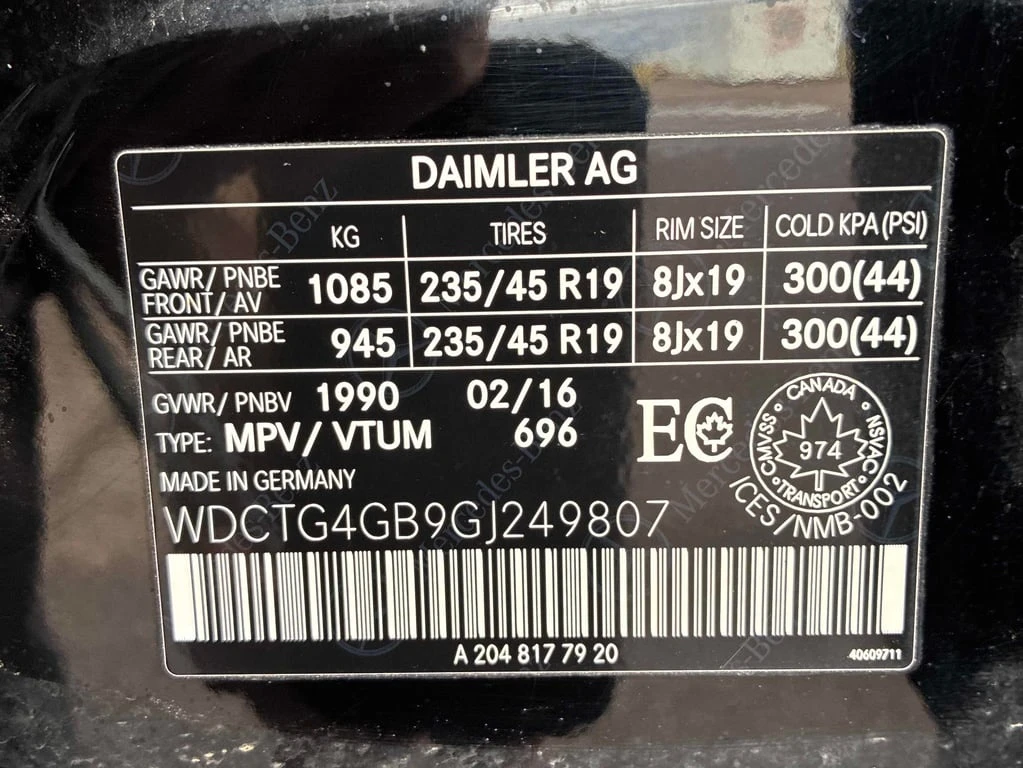 DAIMLER AG
KG TIRES RIM SIZE COLD KPA (PSI)
GAWR/ PNBE FRONT/ AV 1085 235/45 R19 8Jx19 300(44)
GAWR/ PNBE REAR/ AR 945 235/45 R19 8Jx19 300(44)
GVWR/ PNBV 1990 02/16
TYPE: MPV/ VTUM 696
EC
CANADA
CMVSS NSVAC
974
TRANSPORT
ICES/NMB-002
MADE IN GERMANY
WDCTG4GB9GJ249807
A 204 817 79 20
40609711
Mercedes-Benz